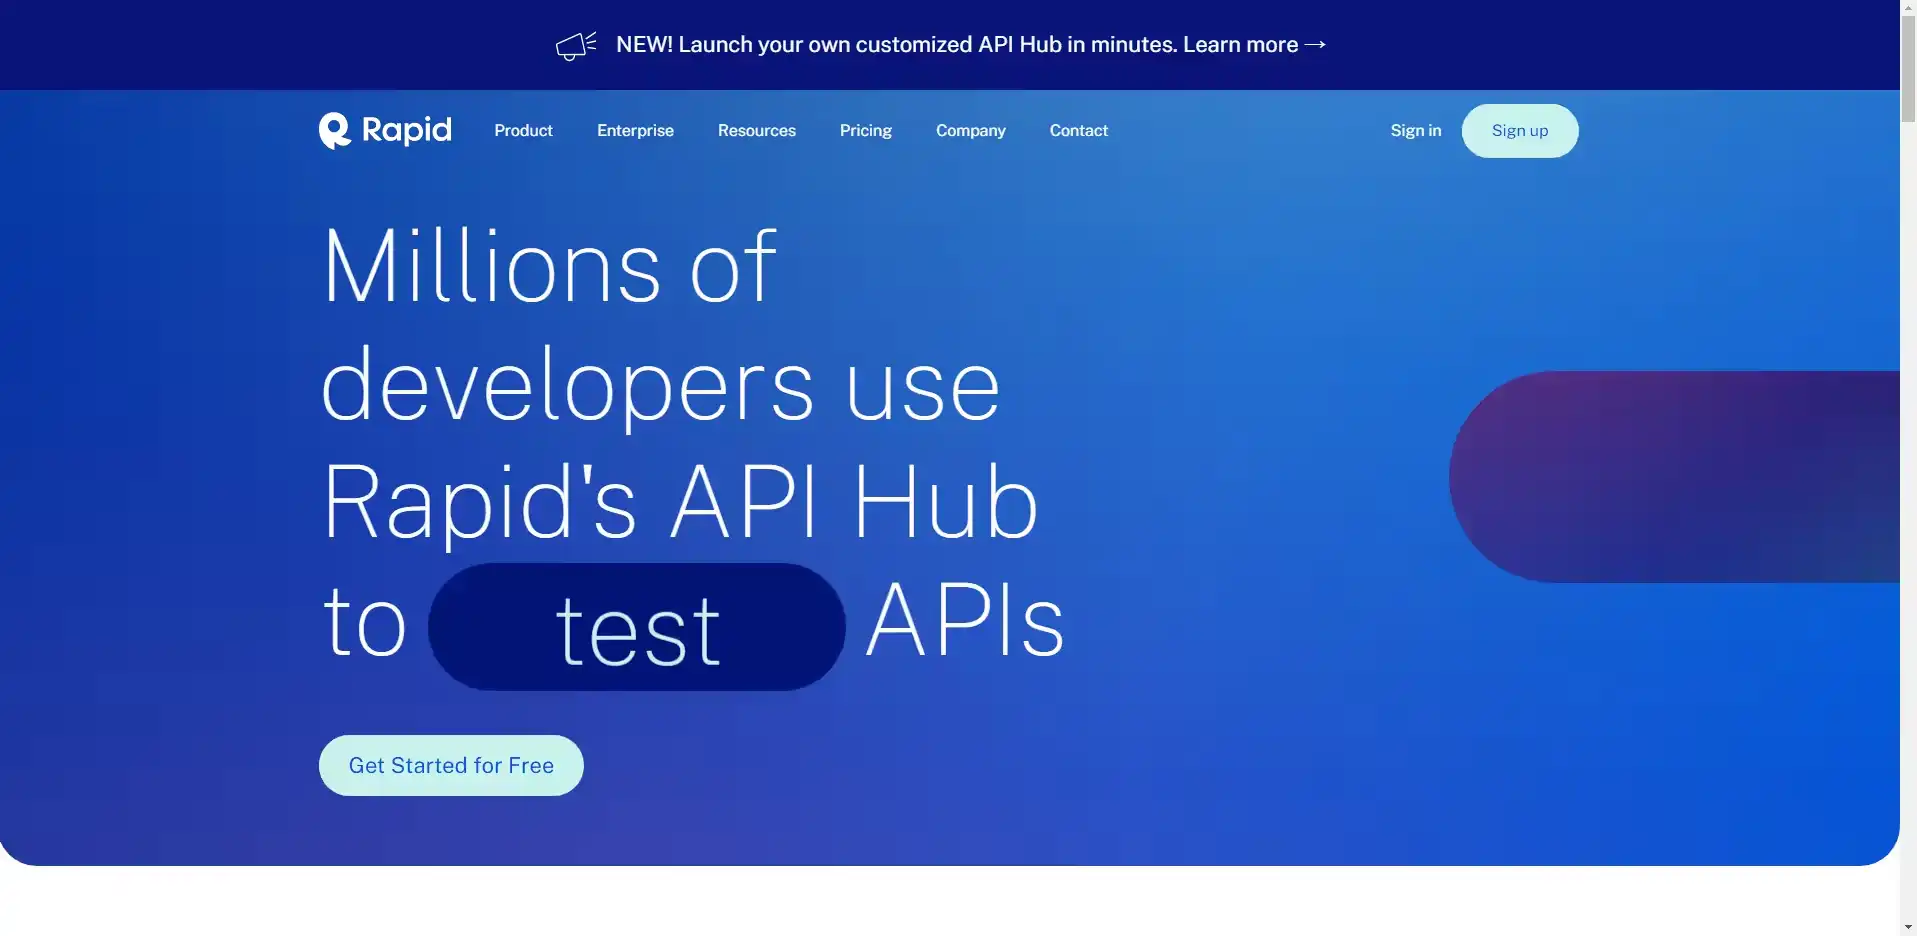 NEW! Launch your own customized API Hub in minutes. Learn more →
Rapid
Product
Enterprise
Resources
Pricing
Company
Contact
Sign in
Sign up
Millions of
developers use
Rapid's API Hub
to test APIs
Get Started for Free